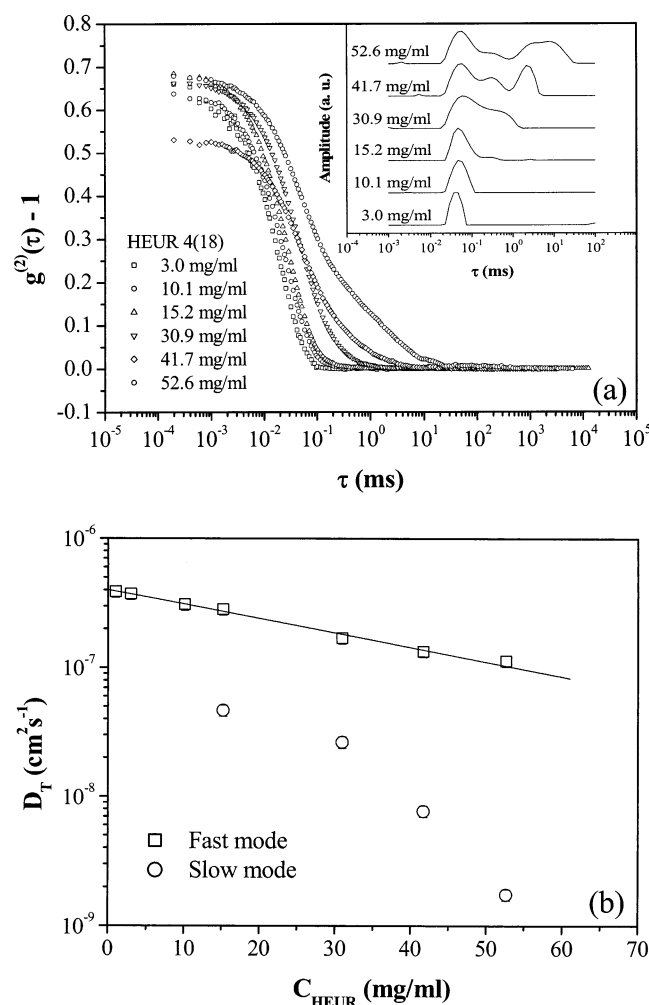 0.8
0.7
0.6
0.5
0.4
0.3
0.2
0.1
0.0
-0.1
g(2)(τ) - 1
HEUR 4(18)
3.0 mg/ml
10.1 mg/ml
15.2 mg/ml
30.9 mg/ml
41.7 mg/ml
52.6 mg/ml
52.6 mg/ml
41.7 mg/ml
30.9 mg/ml
15.2 mg/ml
10.1 mg/ml
3.0 mg/ml
Amplitude (a. u.)
10-4 10-3 10-2 10-1 100 101 102
τ (ms)
(a)
10-5 10-4 10-3 10-2 10-1 100 101 102 103 104 105
τ (ms)
10-6
10-7
10-8
10-9
DT (cm2s-1)
Fast mode
Slow mode
(b)
0 10 20 30 40 50 60 70
CHEUR (mg/ml)